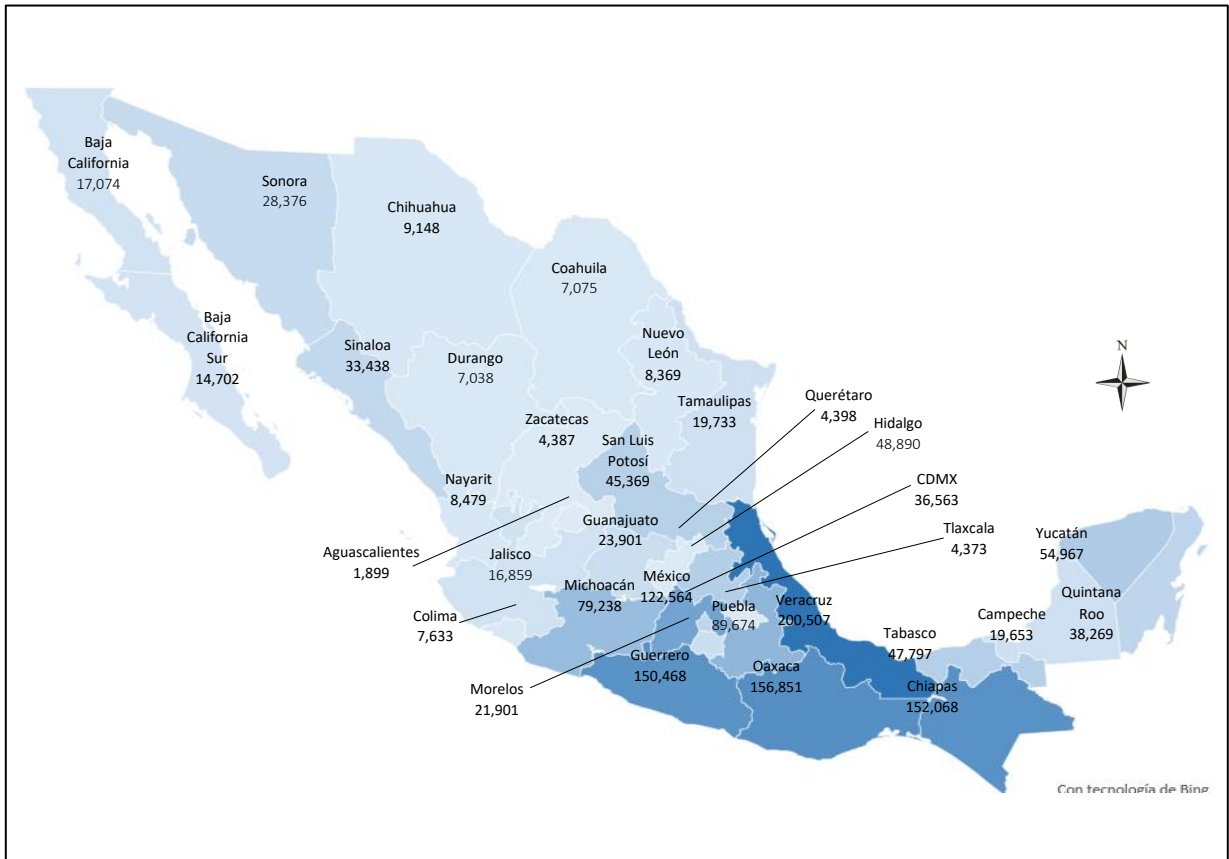 Baja
California
17,074
Sonora
28,376
Chihuahua
9,148
Coahuila
7,075
Baja
California
Sur
14,702
Sinaloa
33,438
Durango
7,038
Nuevo
León
8,369
N
Tamaulipas
19,733
Querétaro
4,398
Hidalgo
48,890
Zacatecas
4,387
San Luis
Potosí
45,369
Nayarit
8,479
CDMX
36,563
Guanajuato
23,901
Tlaxcala
4,373
Yucatán
54,967
Aguascalientes
1,899
Jalisco
16,859
Michoacán
79,238
México
122,564
Puebla
89,674
Veracruz
200,507
Quintana
Roo
38,269
Campeche
19,653
Colima
7,633
Tabasco
47,797
Guerrero
150,468
Oaxaca
156,851
Chiapas
152,068
Morelos
21,901
Con tecnología de Bing